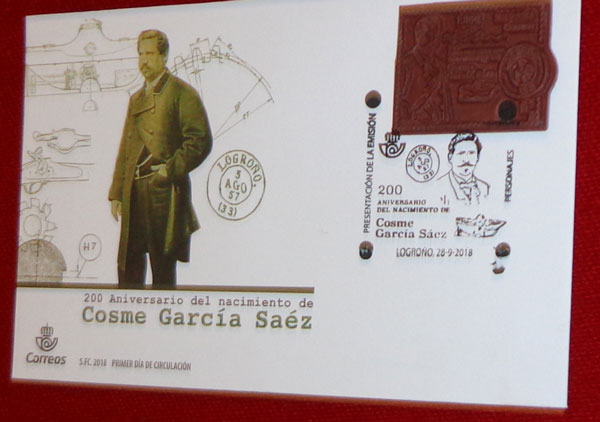 LOGROÑO.
3
AGO
57
(33)
H7
200 Aniversario del nacimiento de
Cosme García Saéz
Correos
S.F.C. 2018 PRIMER DÍA DE CIRCULACIÓN
PRESENTACIÓN DE LA EMISIÓN
LOGROÑO
200
ANIVERSARIO
DEL NACIMIENTO DE
Cosme
García Sáez
LOGROÑO, 28-9-2018
PERSONAJES